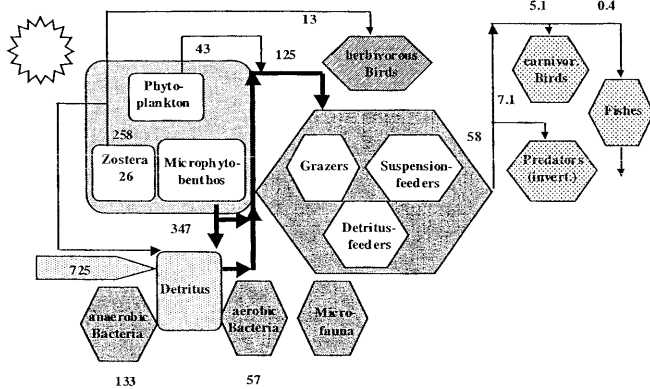 13
5.1
0.4
43
125
herbivorous
Birds
carnivor.
Birds
Phyto-
plankton
7.1
Fishes
258
58
Zostera
26
Microphyto-
benthos
Grazers
Suspension-
feeders
Predators
(invert.)
Detritus-
feeders
347
725
Detritus
anaerobic
Bacteria
aerobic
Bacteria
Micro-
fauna
133
57